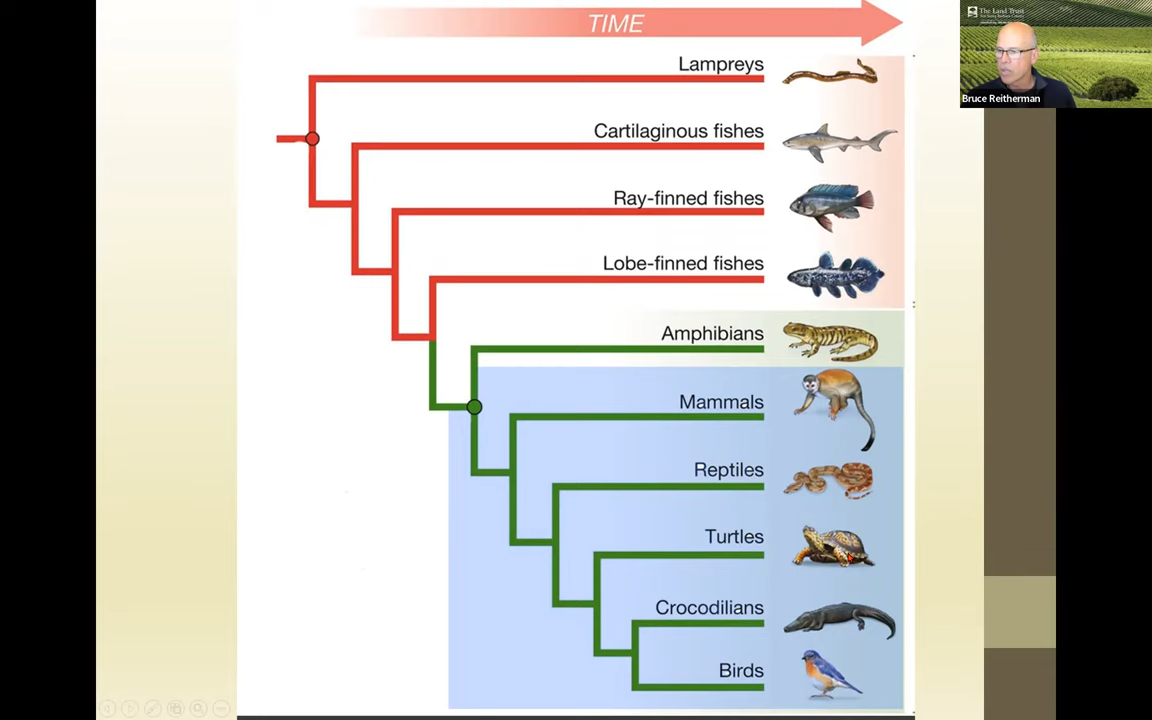 TIME
The Land Trust
Bruce Reitherman
Lampreys
Cartilaginous fishes
Ray-finned fishes
Lobe-finned fishes
Amphibians
Mammals
Reptiles
Turtles
Crocodilians
Birds